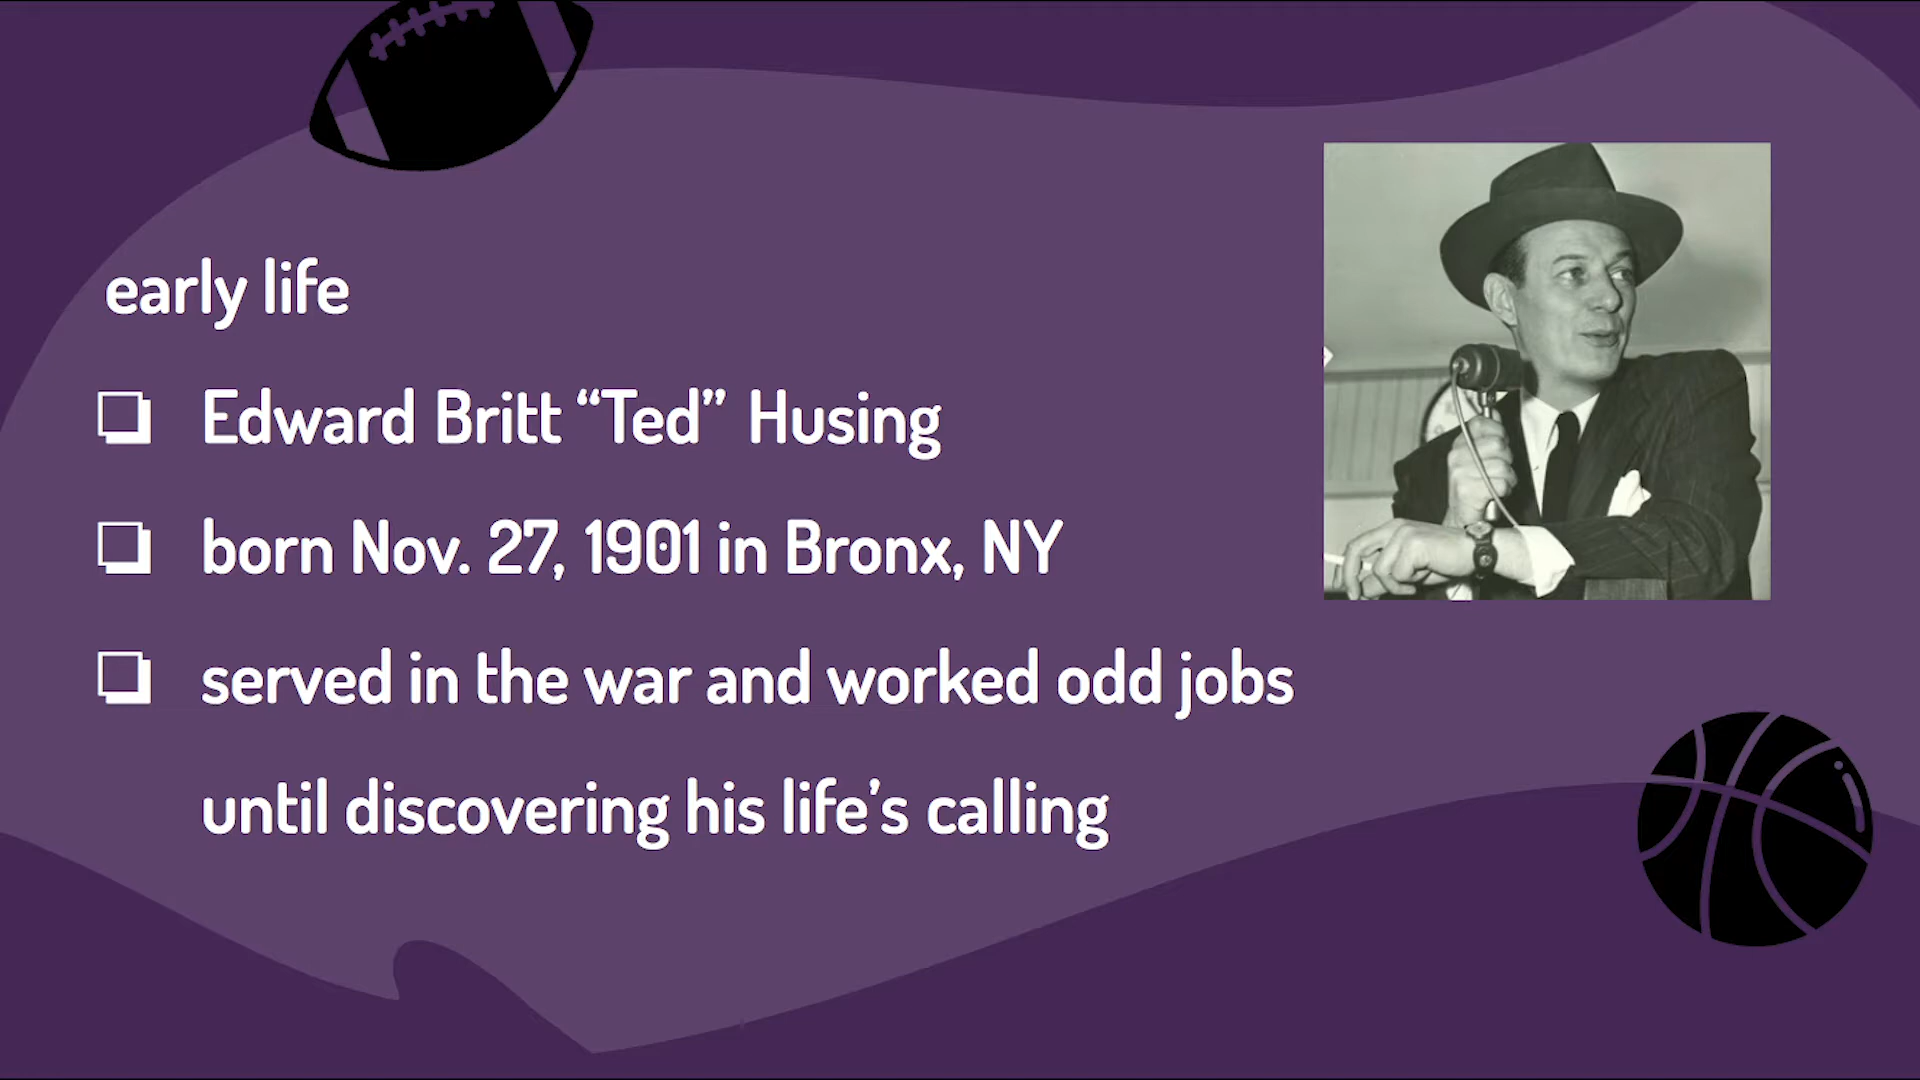 early life
Edward Britt “Ted” Husing
born Nov. 27, 1901 in Bronx, NY
served in the war and worked odd jobs
until discovering his life’s calling